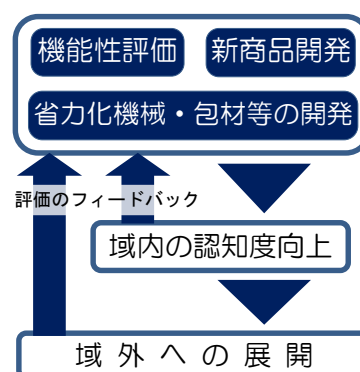 機能性評価 新商品開発
省力化機械・包材等の開発
評価のフィードバック
域内の認知度向上
域外への展開